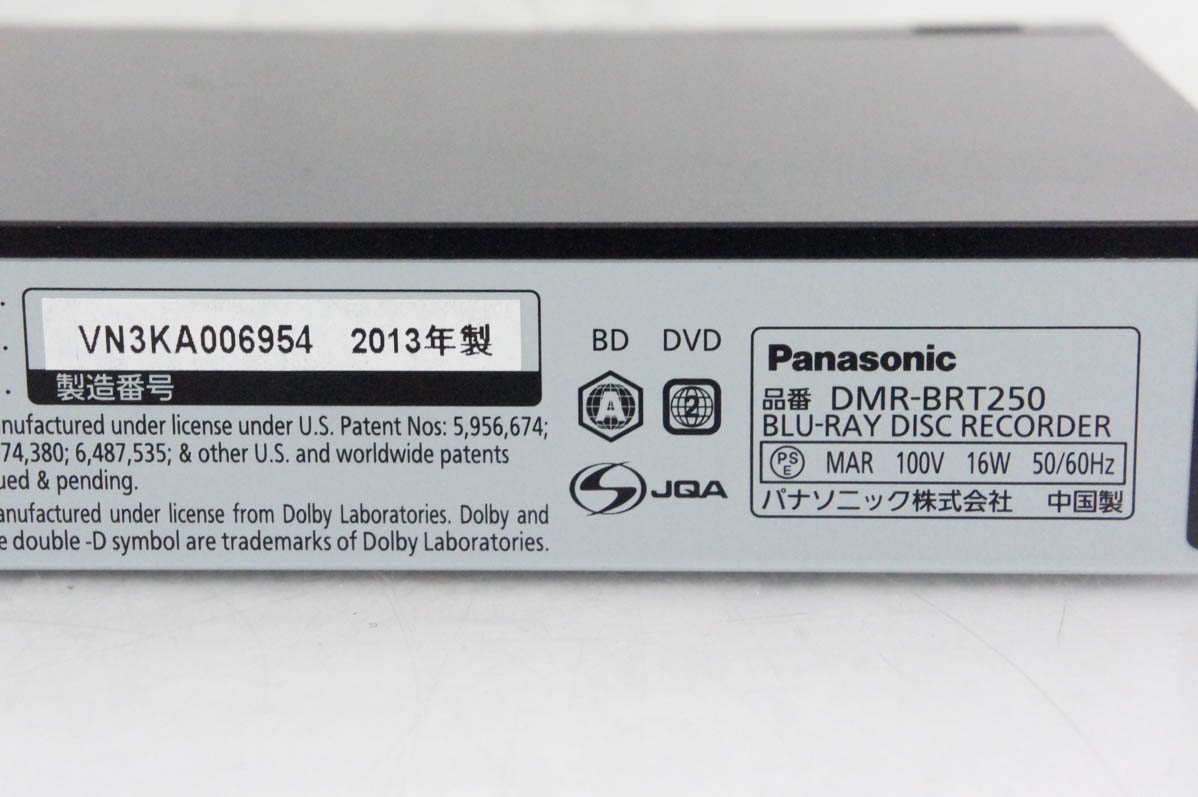 VN3KA006954 2013年製
製造番号
nufactured under license under U.S. Patent Nos: 5,956,674;
74,380; 6,487,535; & other U.S. and worldwide patents
ued & pending.
anufactured under license from Dolby Laboratories. Dolby and
e double -D symbol are trademarks of Dolby Laboratories.
BD DVD
A 2
S JQA
Panasonic
品番 DMR-BRT250
BLU-RAY DISC RECORDER
PSE MAR 100V 16W 50/60Hz
パナソニック株式会社 中国製